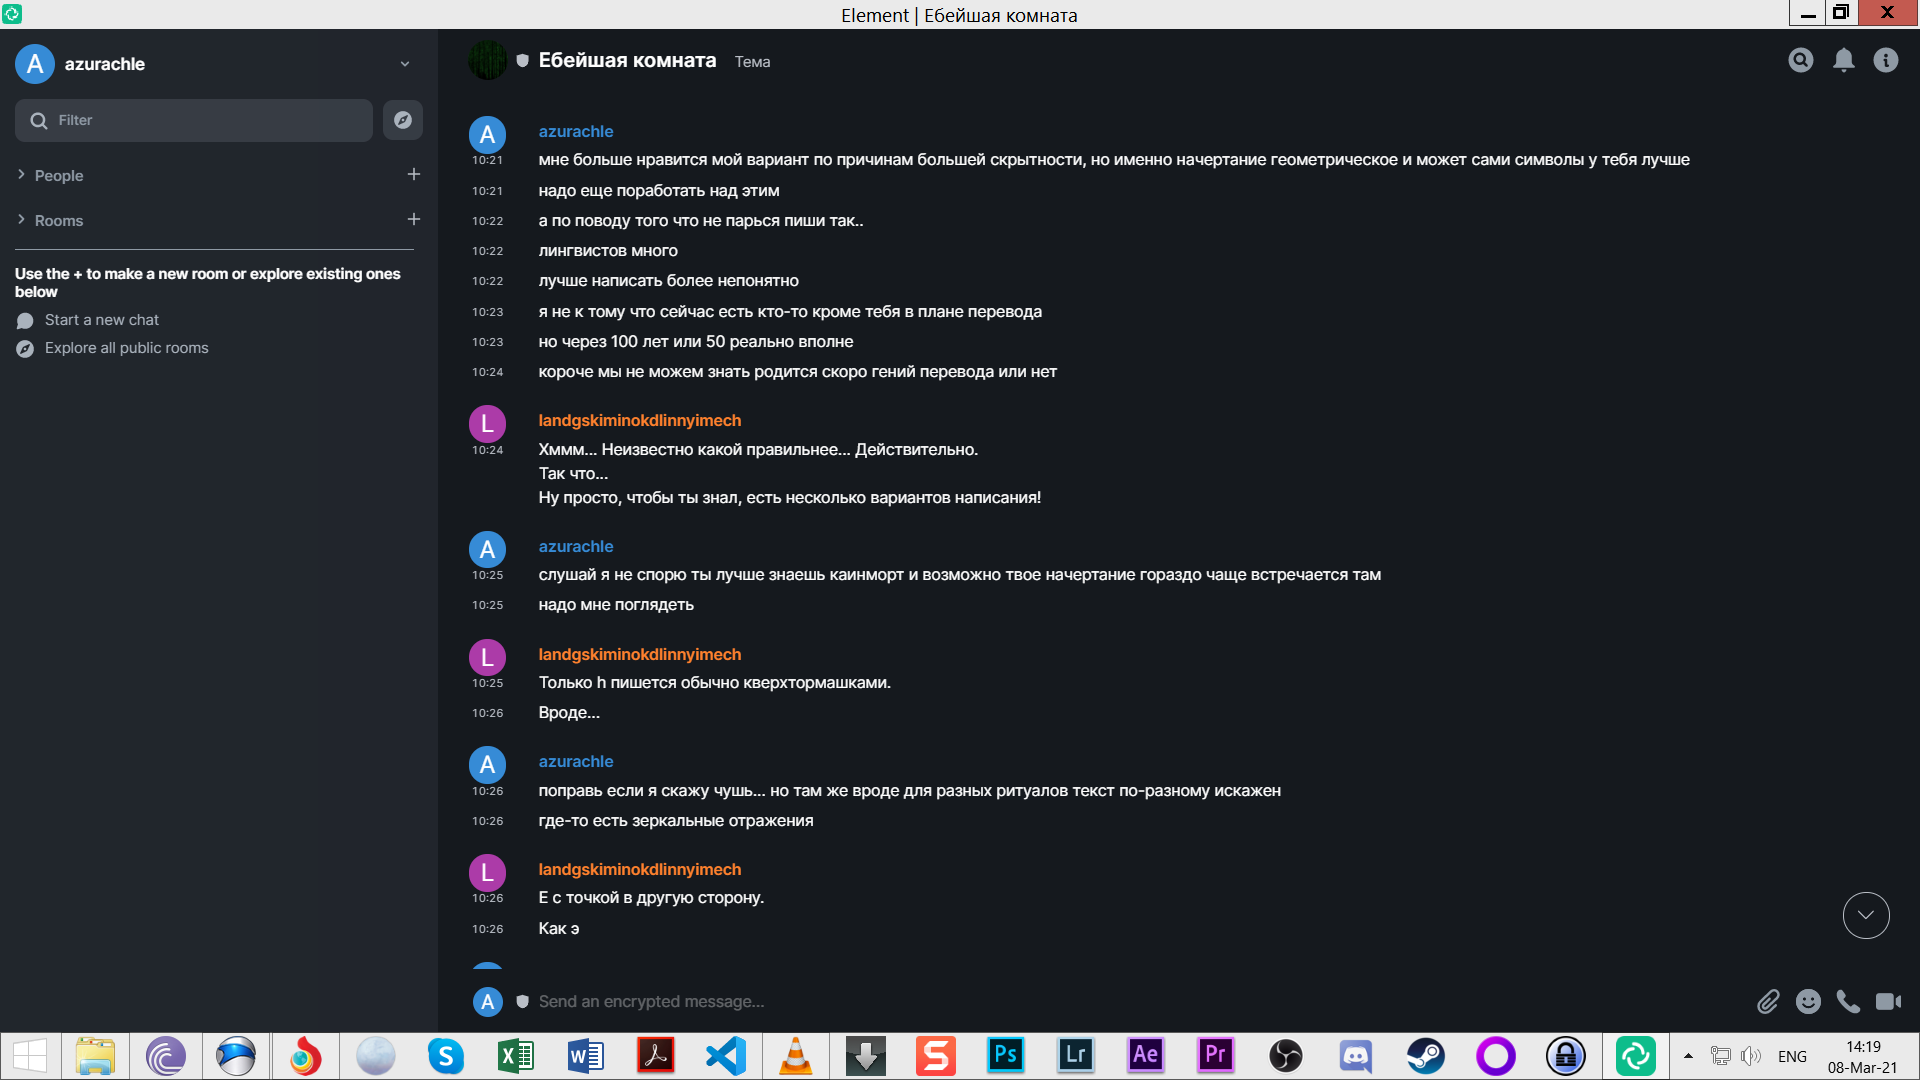 Element | Ебейшая комната
A azurachle
Filter
People
Rooms
Use the + to make a new room or explore existing ones
below
Start a new chat
Explore all public rooms
Ебейшая комната Тема
A azurachle
10:21 мне больше нравится мой вариант по причинам большей скрытности, но именно начертание геометрическое и может сами символы у тебя лучше
10:21 надо еще поработать над этим
10:22 а по поводу того что не парься пиши так..
10:22 лингвистов много
10:22 лучше написать более непонятно
10:23 я не к тому что сейчас есть кто-то кроме тебя в плане перевода
10:23 но через 100 лет или 50 реально вполне
10:24 короче мы не можем знать родится скоро гений перевода или нет
L landgskiminokdlinnyimech
10:24 Хммм... Неизвестно какой правильнее... Действительно.
Так что...
Ну просто, чтобы ты знал, есть несколько вариантов написания!
A azurachle
10:25 слушай я не спорю ты лучше знаешь каинморт и возможно твое начертание гораздо чаще встречается там
10:25 надо мне поглядеть
L landgskiminokdlinnyimech
10:25 Только h пишется обычно кверхтормашками.
10:26 Вроде...
A azurachle
10:26 поправь если я скажу чушь... но там же вроде для разных ритуалов текст по-разному искажен
10:26 где-то есть зеркальные отражения
L landgskiminokdlinnyimech
10:26 Е с точкой в другую сторону.
10:26 Как э
A Send an encrypted message...
Ps Lr Ae Pr
ENG
14:19
08-Mar-21